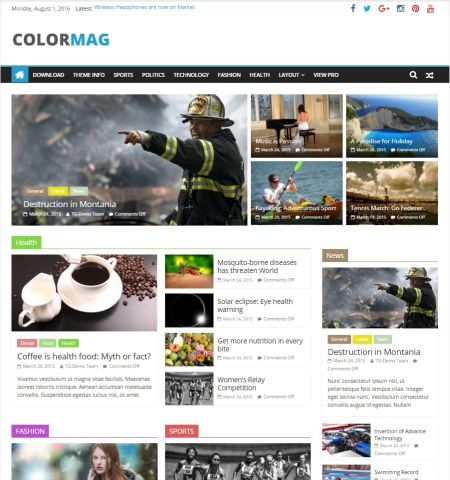 Monday, August 1, 2016 Latest: Wireless Headphones are now on Market
COLORMAG
DOWNLOAD THEME INFO SPORTS POLITICS TECHNOLOGY FASHION HEALTH LAYOUT VIEW PRO
General Latest News
Destruction in Montania
March 24, 2015 TG-Demo Team Comments Off
Music is Passion
March 24, 2015 Comments Off
A Paradise for Holiday
March 20, 2015 Comments Off
Kayaking: Adventurous Sport
March 20, 2015 Comments Off
Tennis Match: Go Federer
March 19, 2015 Comments Off
Health
Drinks Food Health
Coffee is health food: Myth or fact?
March 24, 2015 TG-Demo Team Comments Off
Vivamus vestibulum ut magna vitae facilisis. Maecenas
laoreet lobortis tristique. Aenean accumsan commodo
convallis. Suspendisse egestas luctus nisl, sit amet
Mosquito-borne diseases
has threaten World
March 24, 2015 Comments Off
Solar eclipse: Eye health
warning
March 24, 2015 Comments Off
Get more nutrition in every
bite
March 24, 2015 Comments Off
Women's Relay
Competition
March 24, 2015 Comments Off
News
General Latest News
Destruction in Montania
March 24, 2015 TG-Demo Team
Comments Off
Nunc consectetur ipsum nisi, ut
pellentesque felis tempus vitae. Integer
eget lacinia nunc. Vestibulum consectetur
convallis augue id egestas. Nullam
Invention of Advance
Technology
March 24, 2015
Comments Off
Swimming Record
March 24, 2015
FASHION
SPORTS